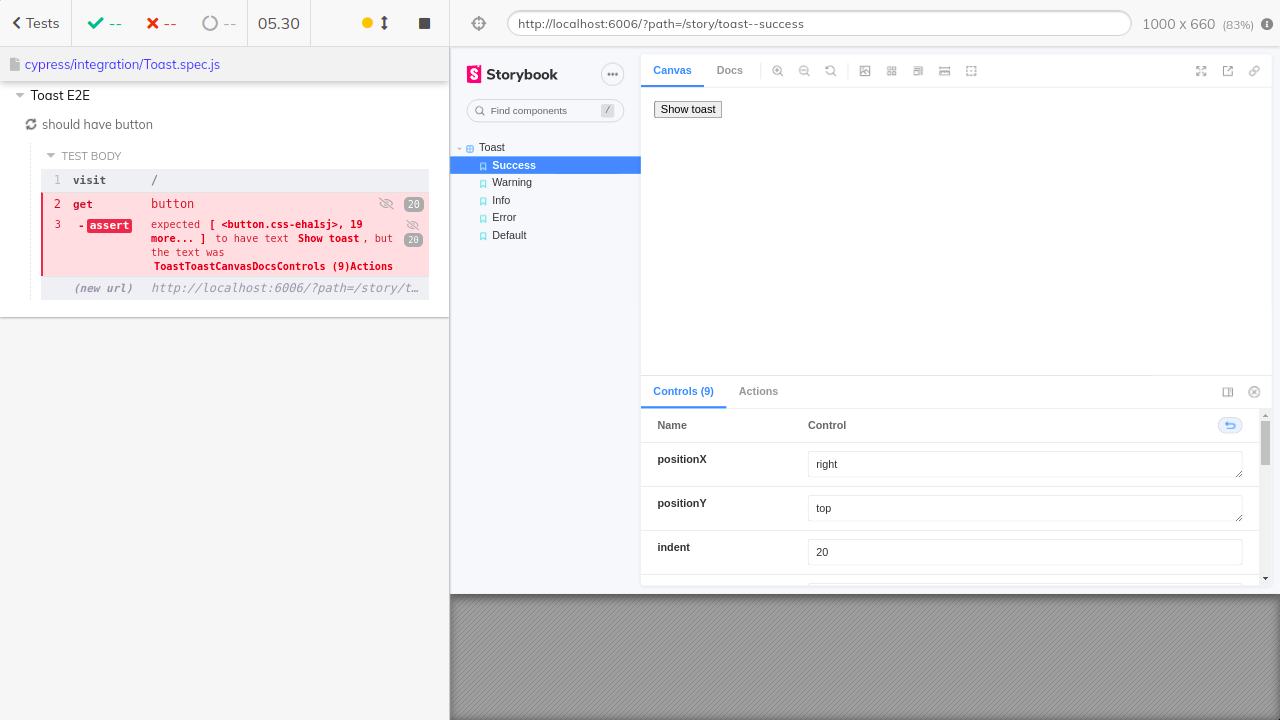 Tests
--
--
--
05.30
http://localhost:6006/?path=/story/toast--success
1000 x 660 (83%)
cypress/integration/Toast.spec.js
Toast E2E
should have button
TEST BODY
1 visit /
2 get button 20
3 -assert expected [ <button.css-eha1sj>, 19
more... ] to have text Show toast, but 20
the text was
ToastToastCanvasDocsControls (9)Actions
(new url) http://localhost:6006/?path=/story/t…
Storybook
Find components /
Toast
Success
Warning
Info
Error
Default
Canvas Docs
Show toast
Controls (9) Actions
Name Control
positionX right
positionY top
indent 20